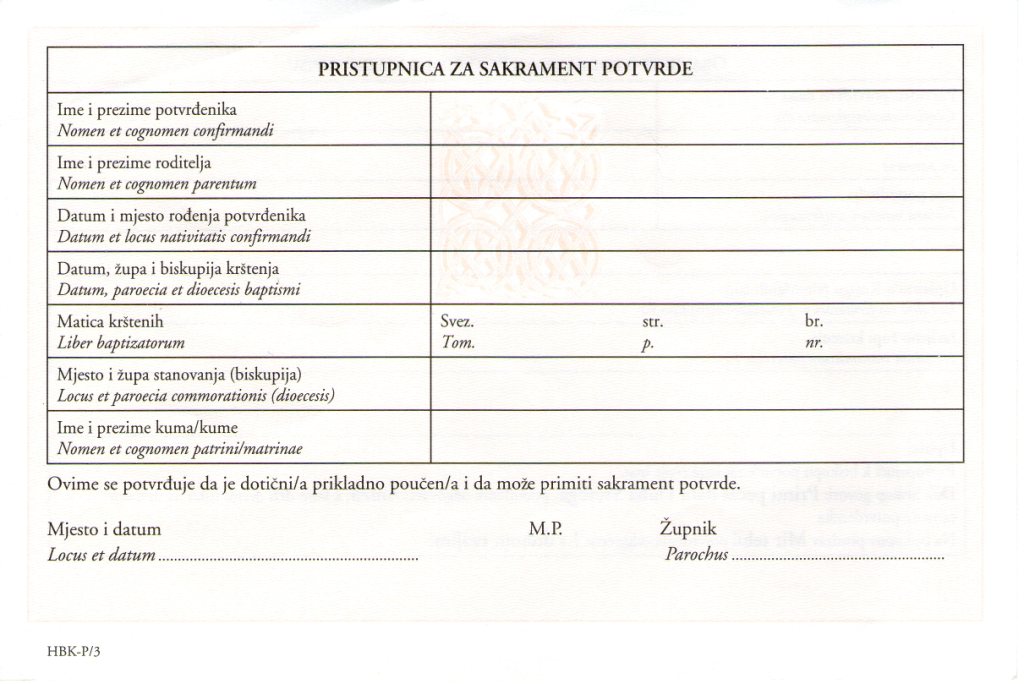 PRISTUPNICA ZA SAKRAMENT POTVRDE
Ime i prezime potvrđenika
Nomen et cognomen confirmandi
Ime i prezime roditelja
Nomen et cognomen parentum
Datum i mjesto rođenja potvrđenika
Datum et locus nativitatis confirmandi
Datum, župa i biskupija krštenja
Datum, paroecia et dioecesis baptismi
Matica krštenih Svez. str. br.
Liber baptizatorum Tom. p. nr.
Mjesto i župa stanovanja (biskupija)
Locus et paroecia commorationis (dioecesis)
Ime i prezime kuma/kume
Nomen et cognomen patrini/matrinae
Ovime se potvrđuje da je dotični/a prikladno poučen/a i da može primiti sakrament potvrde.
Mjesto i datum M.P. Župnik
Locus et datum Parochus
HBK-P/3